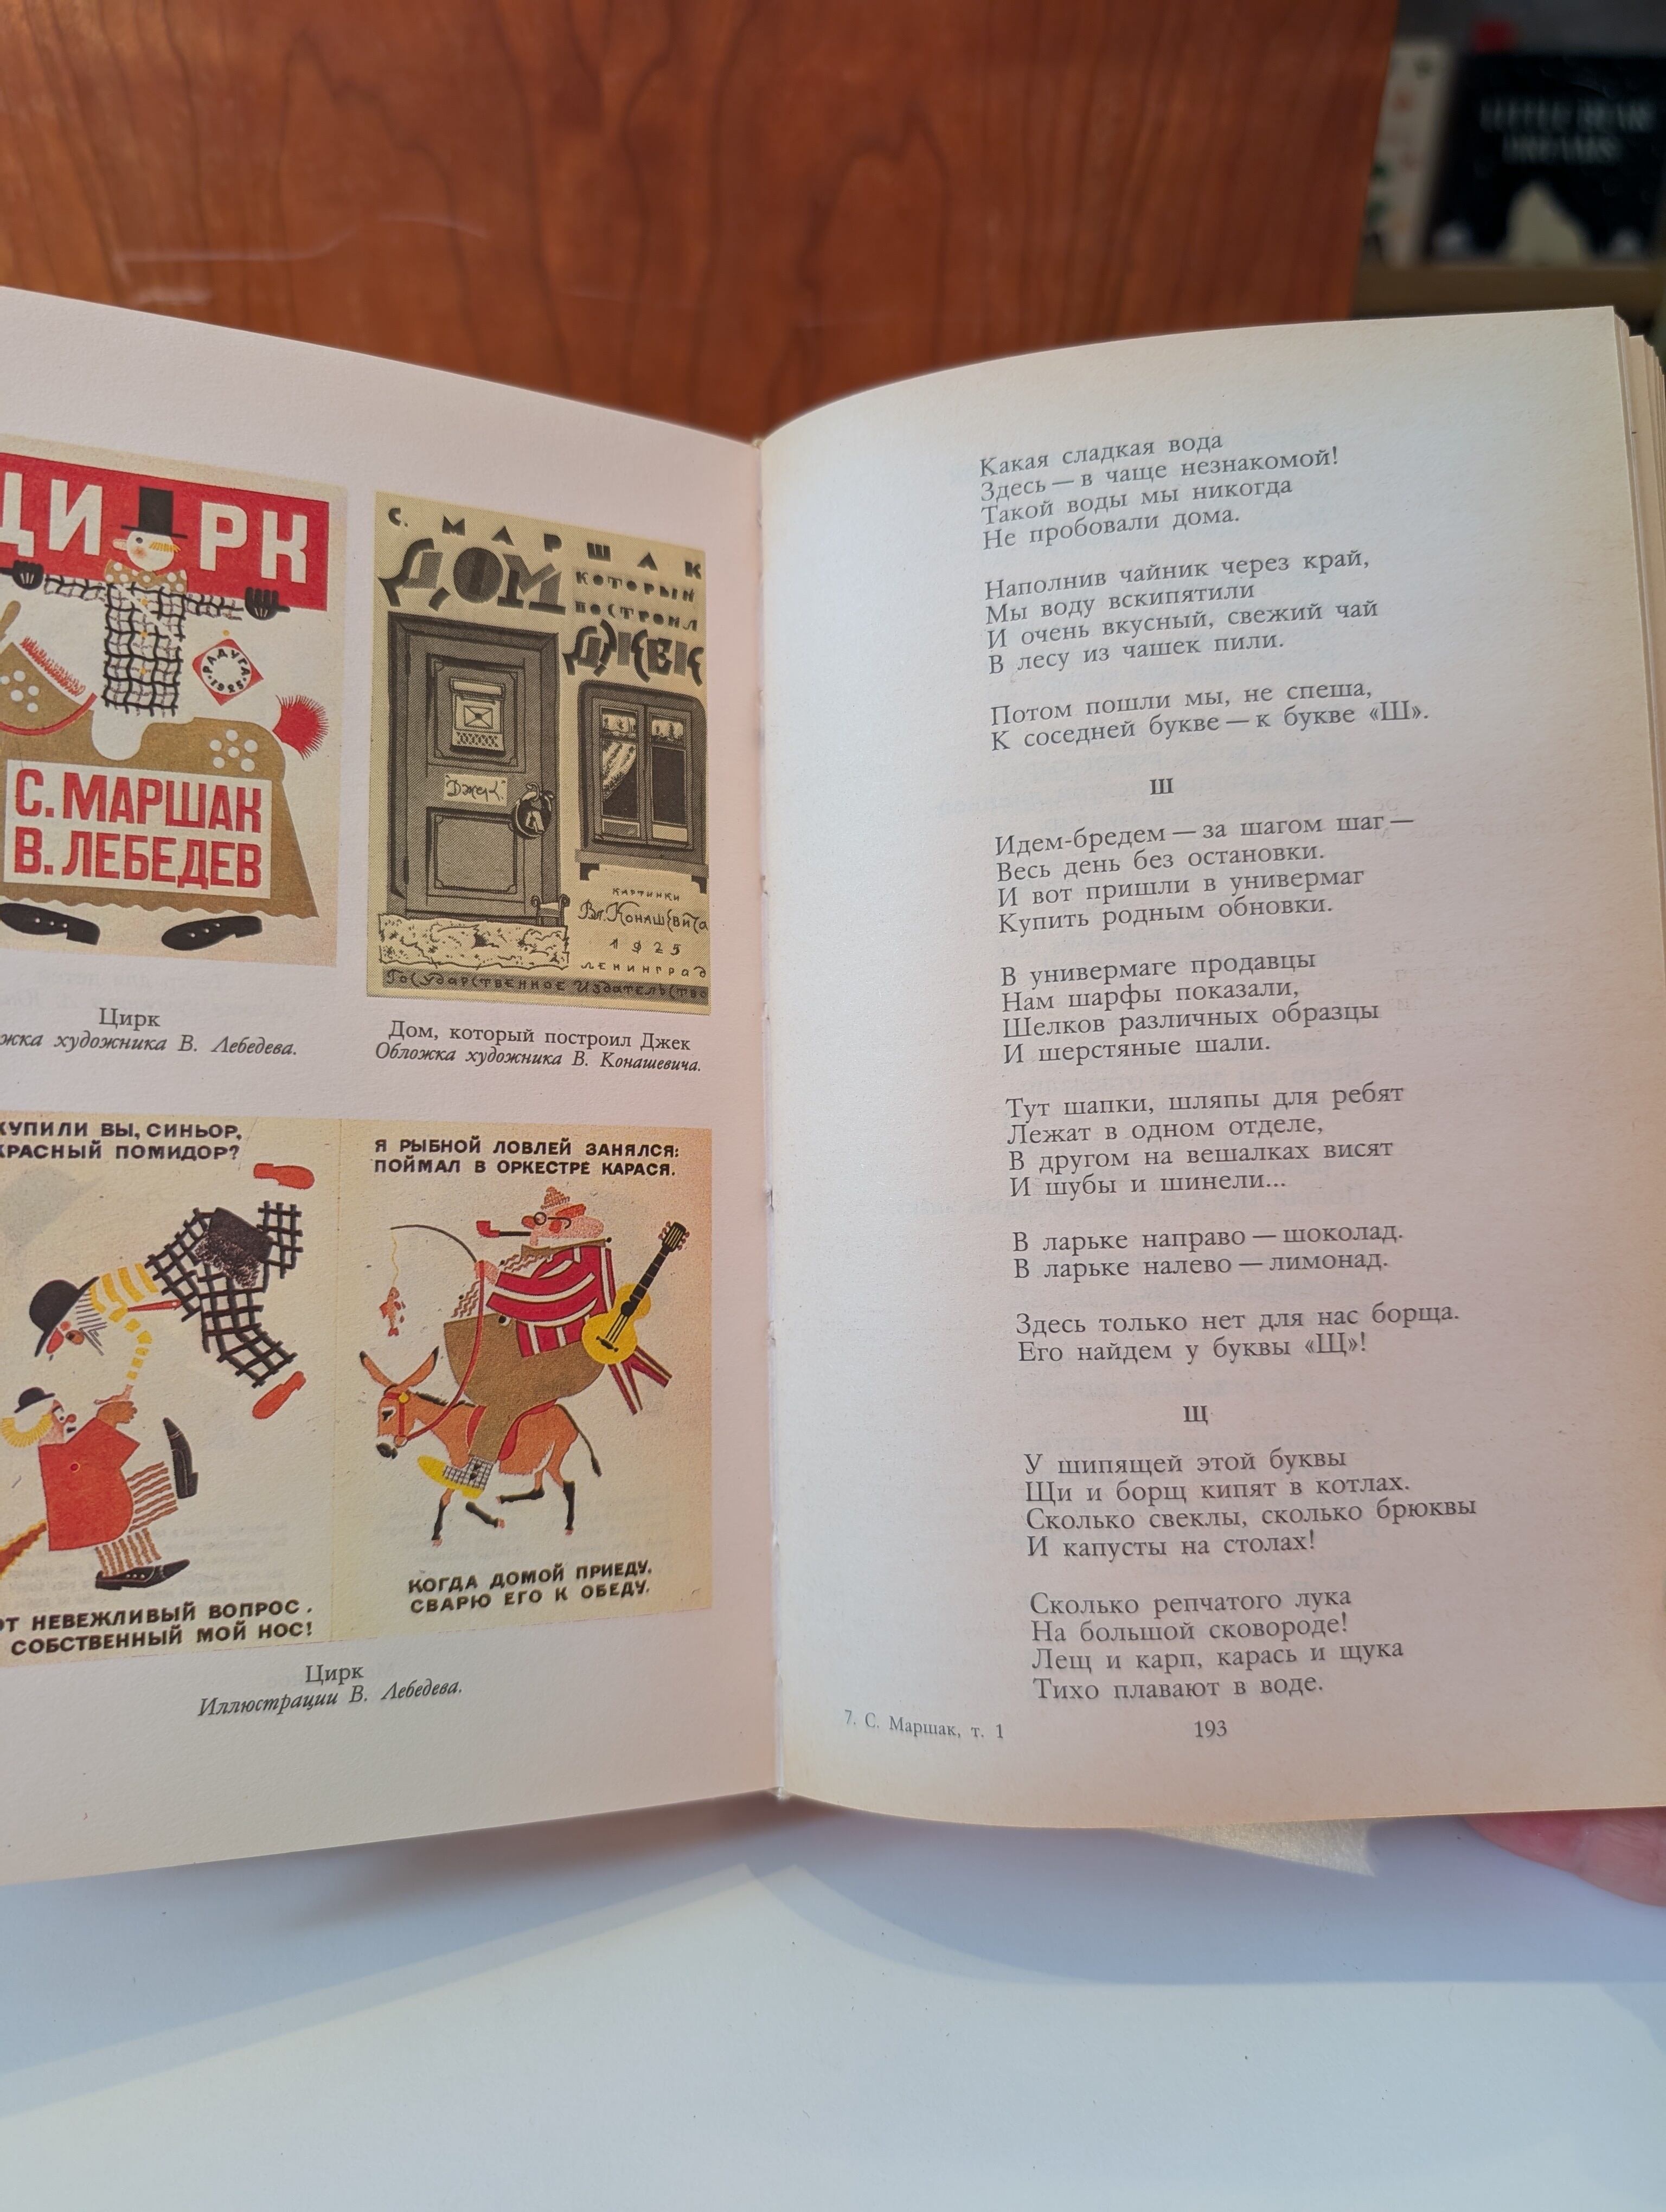 ЦИРК
РАДУГА
1925
С. МАРШАК
В. ЛЕБЕДЕВ
Цирк
художника В. Лебедева.
С. МАРШАК
ДОМ
КОТОРЫЙ
ПОСТРОИЛ
ДЖЕК
Джек.
КАРТИНКИ
Вл. КОНАШЕВИЧА
1925
ЛЕНИНГРАД
ГОСУДАРСТВЕННОЕ ИЗДАТЕЛЬСТВО
Дом, который построил Джек
Обложка художника В. Конашевича.
КУПИЛИ ВЫ, СИНЬОР,
КРАСНЫЙ ПОМИДОР?
НЕВЕЖЛИВЫЙ ВОПРОС.
СОБСТВЕННЫЙ МОЙ НОС!
Я РЫБНОЙ ЛОВЛЕЙ ЗАНЯЛСЯ:
ПОЙМАЛ В ОРКЕСТРЕ КАРАСЯ.
КОГДА ДОМОЙ ПРИЕДУ,
СВАРЮ ЕГО К ОБЕДУ.
Цирк
Иллюстрации В. Лебедева.
Какая сладкая вода
Здесь — в чаще незнакомой!
Такой воды мы никогда
Не пробовали дома.
Наполнив чайник через край,
Мы воду вскипятили
И очень вкусный, свежий чай
В лесу из чашек пили.
Потом пошли мы, не спеша,
К соседней букве — к букве «Ш».
Ш
Идем-бредем — за шагом шаг —
Весь день без остановки.
И вот пришли в универмаг
Купить родным обновки.
В универмаге продавцы
Нам шарфы показали,
Шелков различных образцы
И шерстяные шали.
Тут шапки, шляпы для ребят
Лежат в одном отделе,
В другом на вешалках висят
И шубы и шинели...
В ларьке направо — шоколад.
В ларьке налево — лимонад.
Здесь только нет для нас борща.
Его найдем у буквы «Щ»!
Щ
У шипящей этой буквы
Щи и борщ кипят в котлах.
Сколько свеклы, сколько брюквы
И капусты на столах!
Сколько репчатого лука
На большой сковороде!
Лещ и карп, карась и щука
Тихо плавают в воде.
7. С. Маршак, т. 1
193
LITTLE BEAR
DREAMS